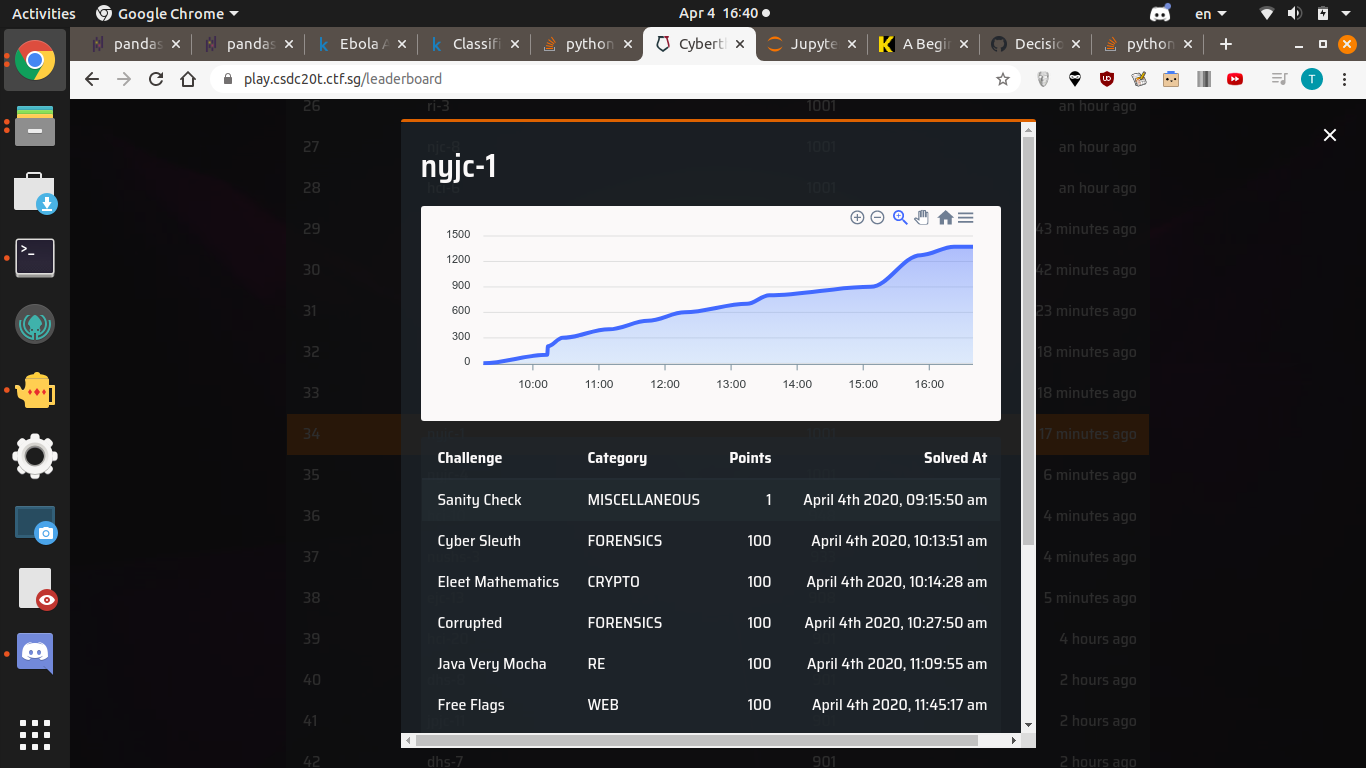 Activities Google Chrome Apr 4 16:40 en
pandas pandas Ebola A Classifi python Cybert Jupyte A Begi Decisio python
play.csdc20t.ctf.sg/leaderboard T
26 ri-3 1001 an hour ago
27 njc-8 1001 an hour ago
28 hci-6 1001 an hour ago
29 43 minutes ago
30 42 minutes ago
31 23 minutes ago
32 18 minutes ago
33 18 minutes ago
34 17 minutes ago
35 6 minutes ago
36 4 minutes ago
37 4 minutes ago
38 5 minutes ago
39 4 hours ago
40 2 hours ago
41 2 hours ago
42 dhs-7 901 2 hours ago
nyjc-1
1500
1200
900
600
300
0
10:00 11:00 12:00 13:00 14:00 15:00 16:00
Challenge Category Points Solved At
Sanity Check MISCELLANEOUS 1 April 4th 2020, 09:15:50 am
Cyber Sleuth FORENSICS 100 April 4th 2020, 10:13:51 am
Eleet Mathematics CRYPTO 100 April 4th 2020, 10:14:28 am
Corrupted FORENSICS 100 April 4th 2020, 10:27:50 am
Java Very Mocha RE 100 April 4th 2020, 11:09:55 am
Free Flags WEB 100 April 4th 2020, 11:45:17 am